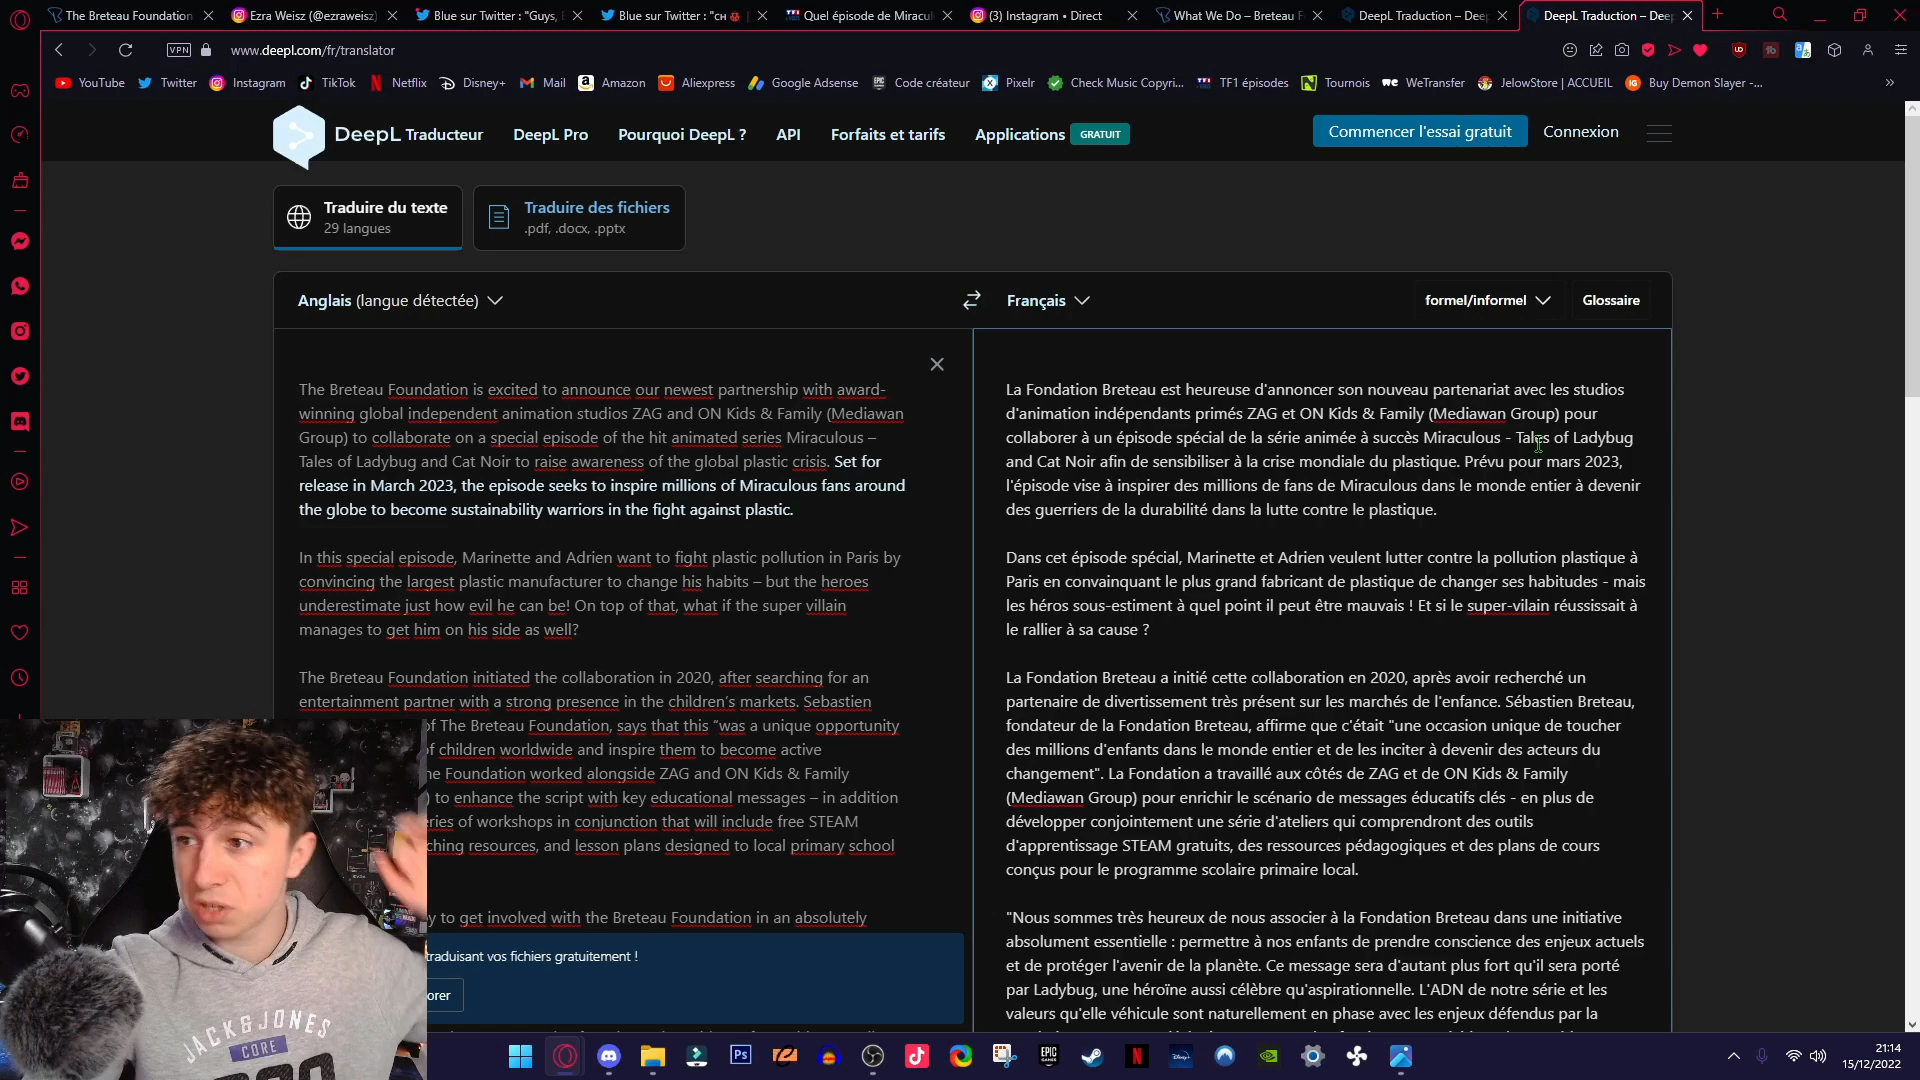 The Breteau Foundation
Ezra Weisz (@ezraweisz)
Blue sur Twitter : "Guys,
Blue sur Twitter : "CH
Quel épisode de Miracul
(3) Instagram • Direct
What We Do – Breteau F
DeepL Traduction – Deep
DeepL Traduction – Deep
VPN
www.deepl.com/fr/translator
YouTube
Twitter
Instagram
TikTok
Netflix
Disney+
Mail
Amazon
Aliexpress
Google Adsense
Code créateur
Pixelr
Check Music Copyri...
TF1 épisodes
Tournois
WeTransfer
JelowStore | ACCUEIL
Buy Demon Slayer -...
DeepL Traducteur
DeepL Pro
Pourquoi DeepL ?
API
Forfaits et tarifs
Applications
GRATUIT
Commencer l'essai gratuit
Connexion
Traduire du texte
29 langues
Traduire des fichiers
.pdf, .docx, .pptx
Anglais (langue détectée)
Français
formel/informel
Glossaire
The Breteau Foundation is excited to announce our newest partnership with award-
winning global independent animation studios ZAG and ON Kids & Family (Mediawan
Group) to collaborate on a special episode of the hit animated series Miraculous –
Tales of Ladybug and Cat Noir to raise awareness of the global plastic crisis. Set for
release in March 2023, the episode seeks to inspire millions of Miraculous fans around
the globe to become sustainability warriors in the fight against plastic.
In this special episode, Marinette and Adrien want to fight plastic pollution in Paris by
convincing the largest plastic manufacturer to change his habits – but the heroes
underestimate just how evil he can be! On top of that, what if the super villain
manages to get him on his side as well?
The Breteau Foundation initiated the collaboration in 2020, after searching for an
entertainment partner with a strong presence in the children's markets. Sebastien
f The Breteau Foundation, says that this "was a unique opportunity
f children worldwide and inspire them to become active
ne Foundation worked alongside ZAG and ON Kids & Family
) to enhance the script with key educational messages – in addition
eries of workshops in conjunction that will include free STEAM
ching resources, and lesson plans designed to local primary school
y to get involved with the Breteau Foundation in an absolutely
traduisant vos fichiers gratuitement !
orer
La Fondation Breteau est heureuse d'annoncer son nouveau partenariat avec les studios
d'animation indépendants primés ZAG et ON Kids & Family (Mediawan Group) pour
collaborer à un épisode spécial de la série animée à succès Miraculous - Tales of Ladybug
and Cat Noir afin de sensibiliser à la crise mondiale du plastique. Prévu pour mars 2023,
l'épisode vise à inspirer des millions de fans de Miraculous dans le monde entier à devenir
des guerriers de la durabilité dans la lutte contre le plastique.
Dans cet épisode spécial, Marinette et Adrien veulent lutter contre la pollution plastique à
Paris en convainquant le plus grand fabricant de plastique de changer ses habitudes - mais
les héros sous-estiment à quel point il peut être mauvais ! Et si le super-vilain réussissait à
le rallier à sa cause ?
La Fondation Breteau a initié cette collaboration en 2020, après avoir recherché un
partenaire de divertissement très présent sur les marchés de l'enfance. Sébastien Breteau,
fondateur de la Fondation Breteau, affirme que c'était "une occasion unique de toucher
des millions d'enfants dans le monde entier et de les inciter à devenir des acteurs du
changement". La Fondation a travaillé aux côtés de ZAG et de ON Kids & Family
(Mediawan Group) pour enrichir le scénario de messages éducatifs clés - en plus de
développer conjointement une série d'ateliers qui comprendront des outils
d'apprentissage STEAM gratuits, des ressources pédagogiques et des plans de cours
conçus pour le programme scolaire primaire local.
"Nous sommes très heureux de nous associer à la Fondation Breteau dans une initiative
absolument essentielle : permettre à nos enfants de prendre conscience des enjeux actuels
et de protéger l'avenir de la planète. Ce message sera d'autant plus fort qu'il sera porté
par Ladybug, une héroïne aussi célèbre qu'aspirationnelle. L'ADN de notre série et les
valeurs qu'elle véhicule sont naturellement en phase avec les enjeux défendus par la
JACK & JONES
CORE
21:14
15/12/2022